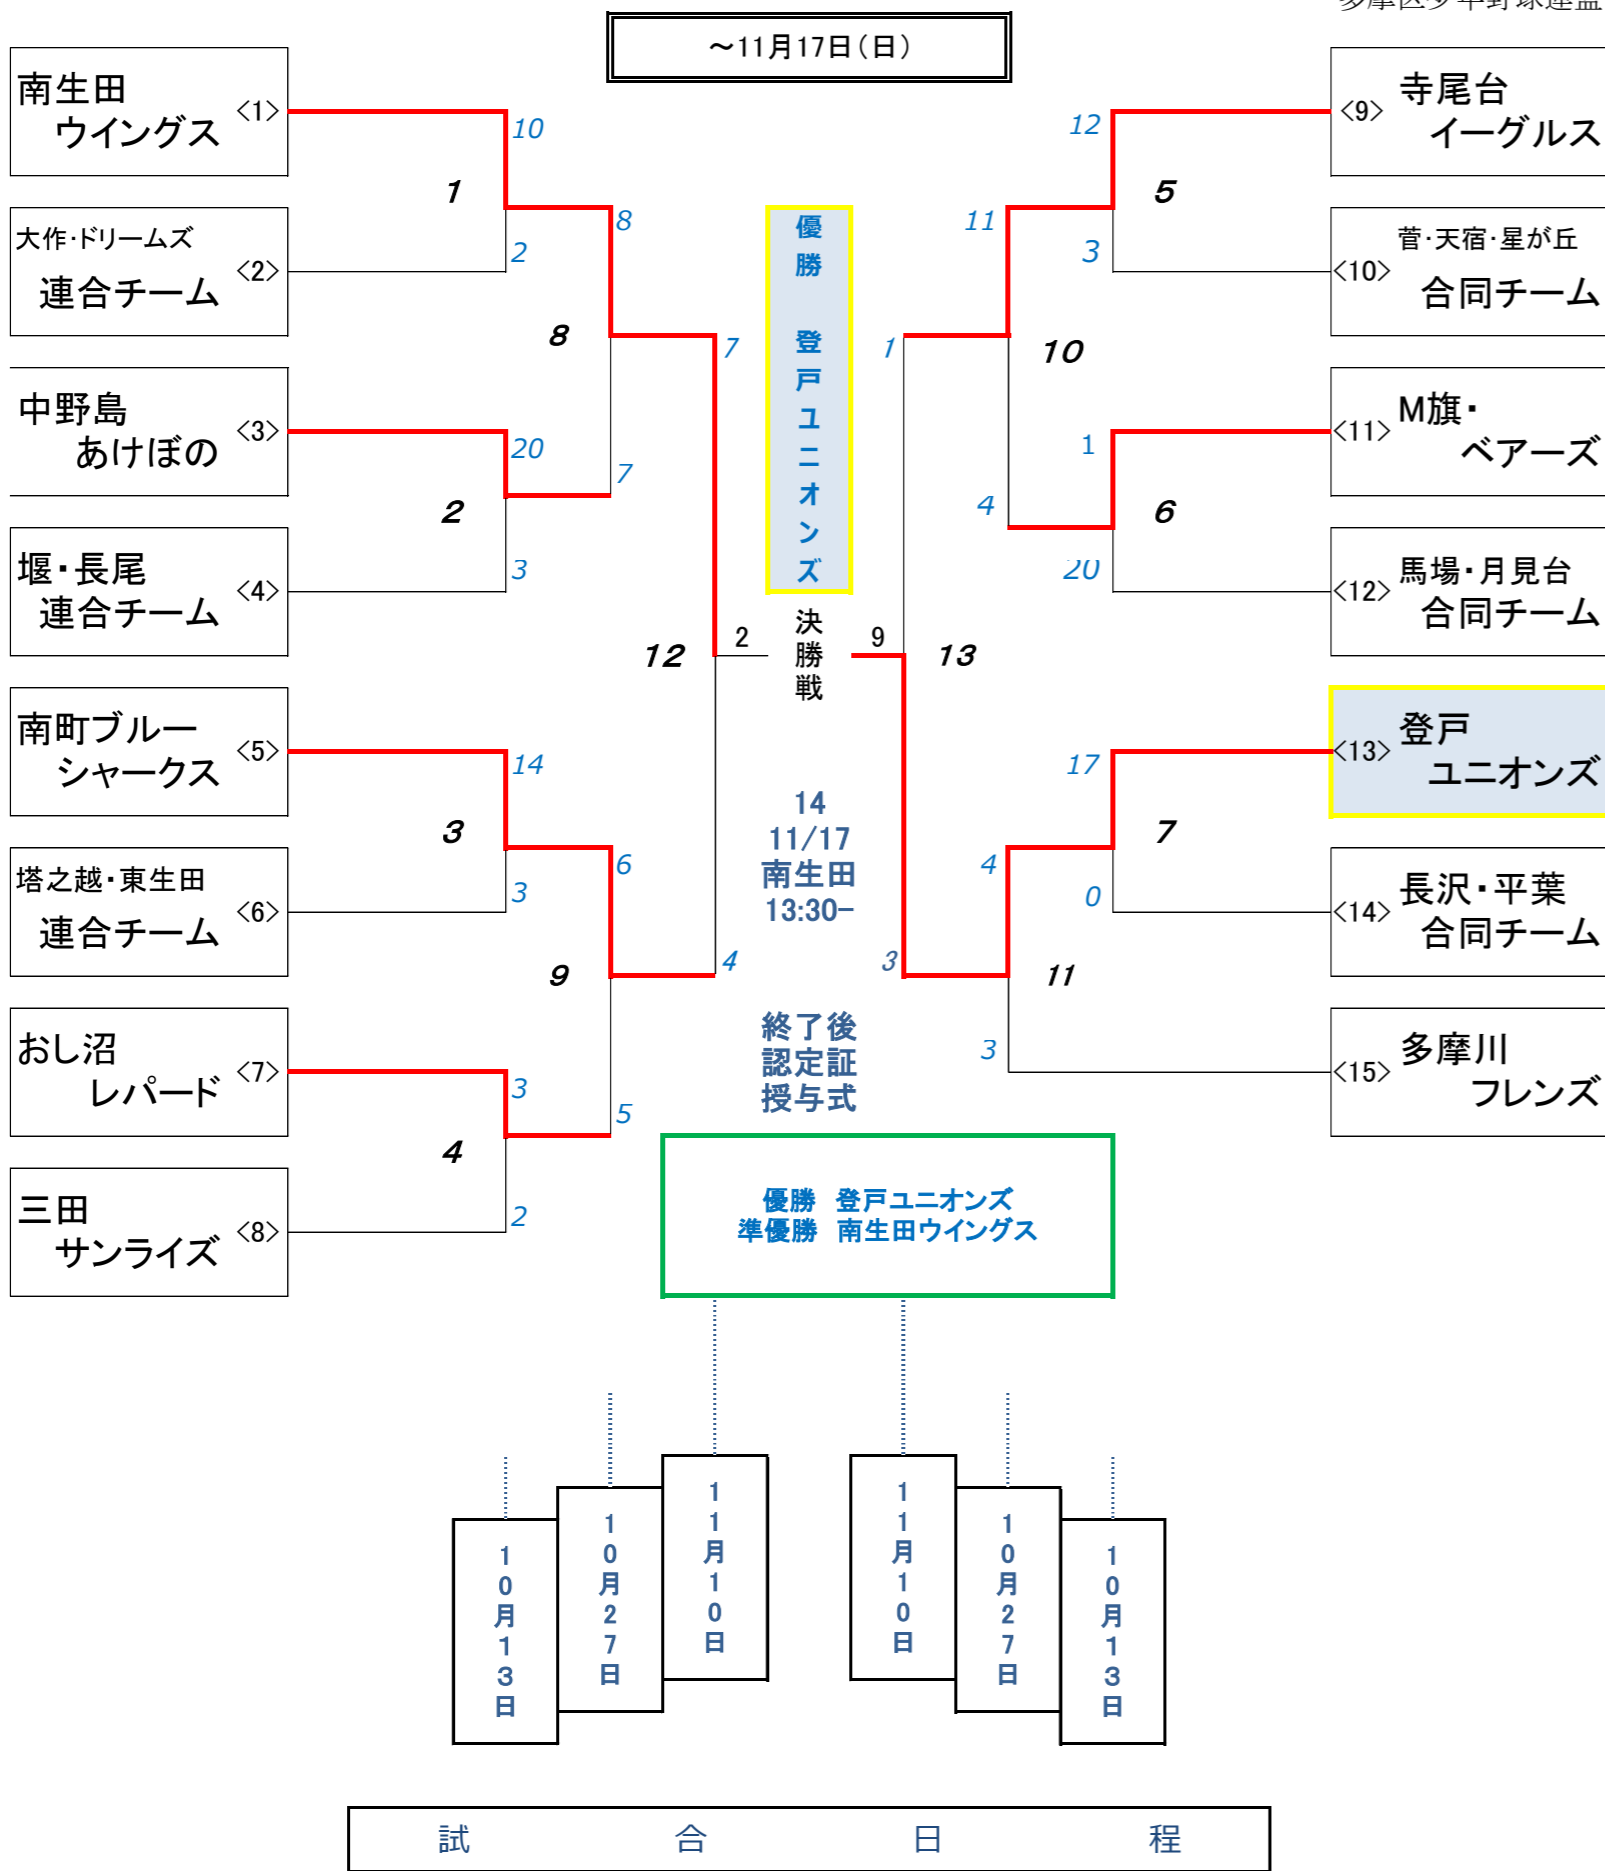 ～11月17日（日）
南生田
ウイングス
<1>
大作・ドリームズ
連合チーム
<2>
中野島
あけぼの
<3>
堰・長尾
連合チーム
<4>
南町ブルー
シャークス
<5>
塔之越・東生田
連合チーム
<6>
おし沼
レパード
<7>
三田
サンライズ
<8>
10
1
2
8
8
20
2
3
7
7
12
2
14
3
3
6
9
4
3
4
2
5
優勝 登戸ユニオンズ
決勝戦
14
11/17
南生田
13:30−
終了後
認定証
授与式
優勝 登戸ユニオンズ
準優勝 南生田ウイングス
12
5
3
11
10
1
1
6
20
4
9
13
17
7
0
4
11
3
3
<9>
寺尾台
イーグルス
<10>
菅・天宿・星が丘
合同チーム
<11>
M旗・
ベアーズ
<12>
馬場・月見台
合同チーム
<13>
登戸
ユニオンズ
<14>
長沢・平葉
合同チーム
<15>
多摩川
フレンズ
10月13日
10月27日
11月10日
11月10日
10月27日
10月13日
試合日程